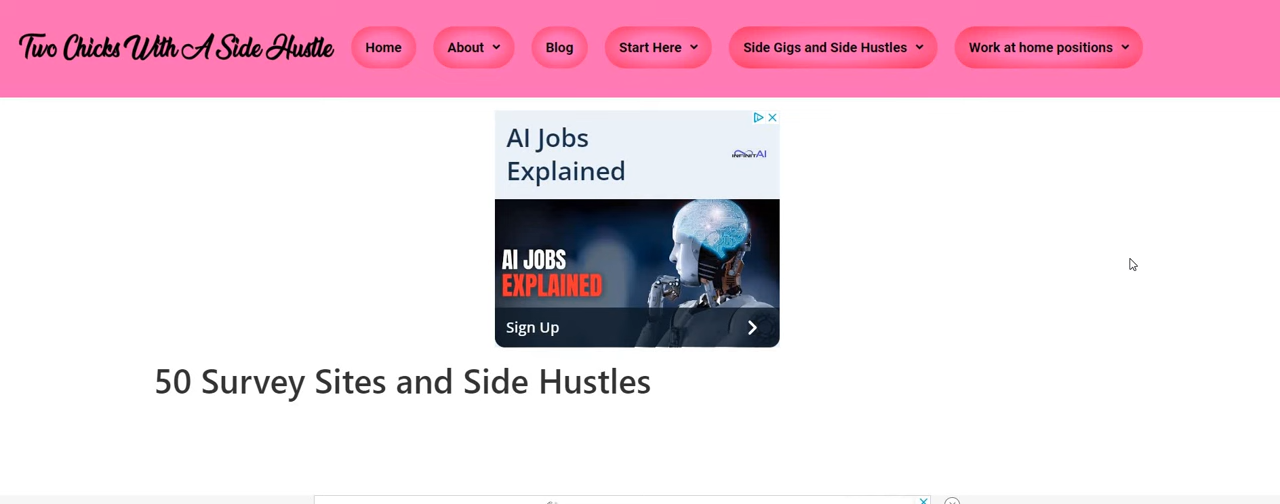 Two Chicks With A Side Hustle
Home
About
Blog
Start Here
Side Gigs and Side Hustles
Work at home positions
AI Jobs
Explained
INFINITAI
AI JOBS
EXPLAINED
Sign Up
50 Survey Sites and Side Hustles